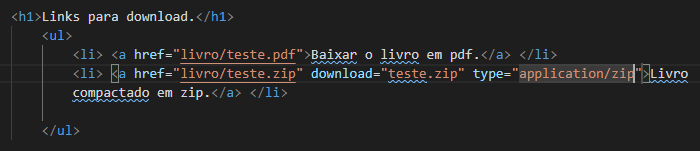 <h1>Links para download.</h1>
<ul>
<li> <a href="livro/teste.pdf">Baixar o livro em pdf.</a> </li>
<li> <a href="livro/teste.zip" download="teste.zip" type="application/zip">Livro
compactado em zip.</a> </li>
</ul>